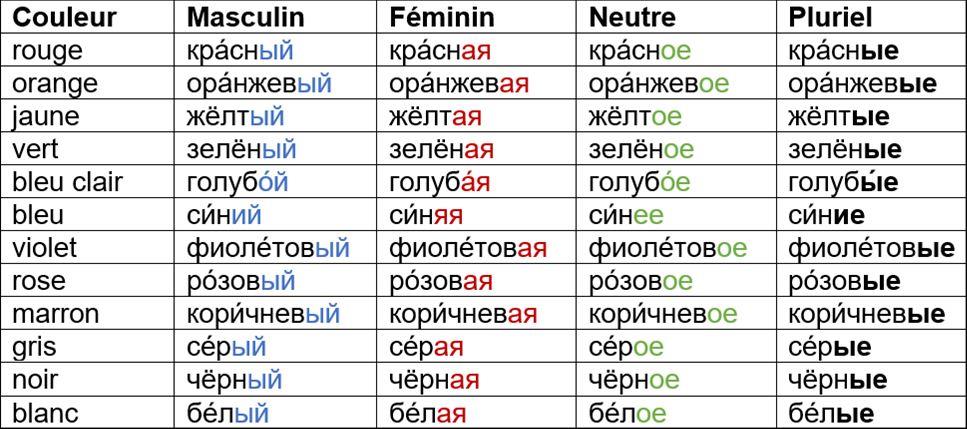 Couleur Masculin Féminin Neutre Pluriel
rouge кра́сный кра́сная кра́сное кра́сные
orange ора́нжевый ора́нжевая ора́нжевое ора́нжевые
jaune жёлтый жёлтая жёлтое жёлтые
vert зелёный зелёная зелёное зелёные
bleu clair голубо́й голуба́я голубо́е голубы́е
bleu си́ний си́няя си́нее си́ние
violet фиоле́товый фиоле́товая фиоле́товое фиоле́товые
rose ро́зовый ро́зовая ро́зовое ро́зовые
marron кори́чневый кори́чневая кори́чневое кори́чневые
gris се́рый се́рая се́рое се́рые
noir чёрный чёрная чёрное чёрные
blanc бе́лый бе́лая бе́лое бе́лые